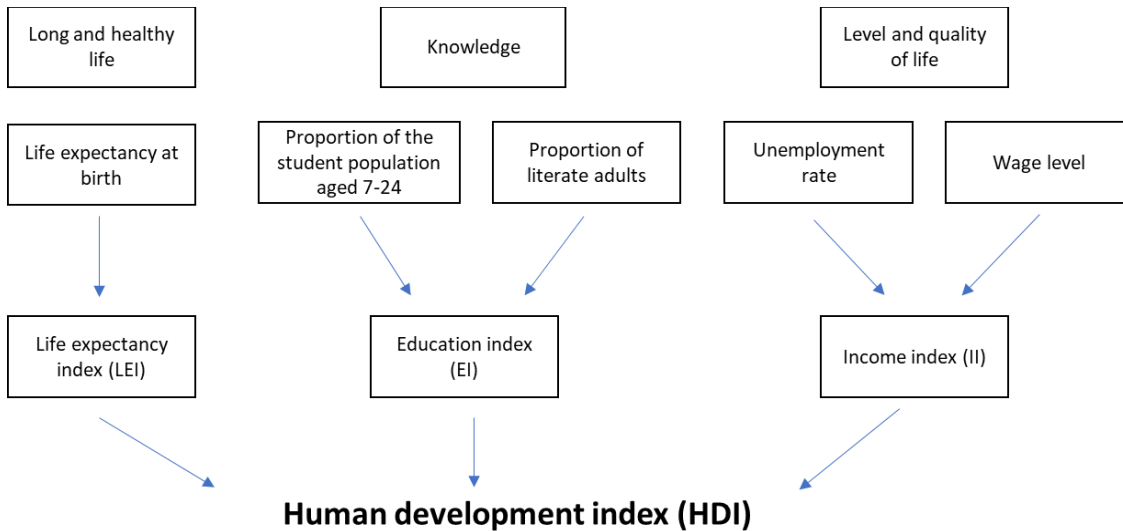 Long and healthy
life
Knowledge
Level and quality
of life
Life expectancy at
birth
Proportion of the
student population
aged 7-24
Proportion of
literate adults
Unemployment
rate
Wage level
Life expectancy
index (LEI)
Education index
(EI)
Income index (II)
Human development index (HDI)